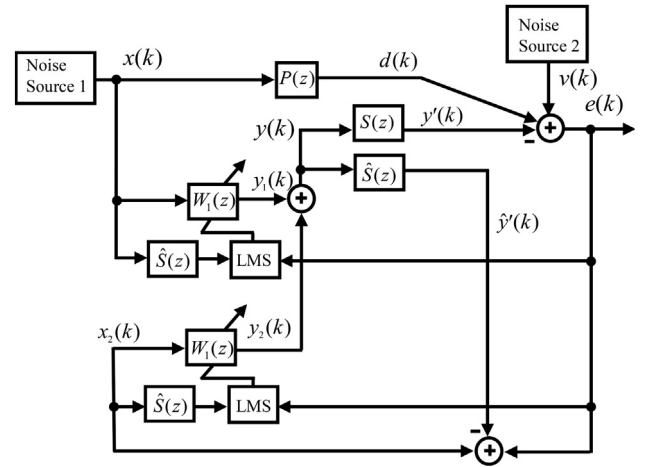 Noise
Source 1
x(k)
P(z)
d(k)
Noise
Source 2
v(k)
e(k)
y(k)
S(z)
y′(k)
-
+
Ŝ(z)
W₁(z)
y₁(k)
+
ŷ′(k)
Ŝ(z)
LMS
x₂(k)
W₁(z)
y₂(k)
Ŝ(z)
LMS
-
+